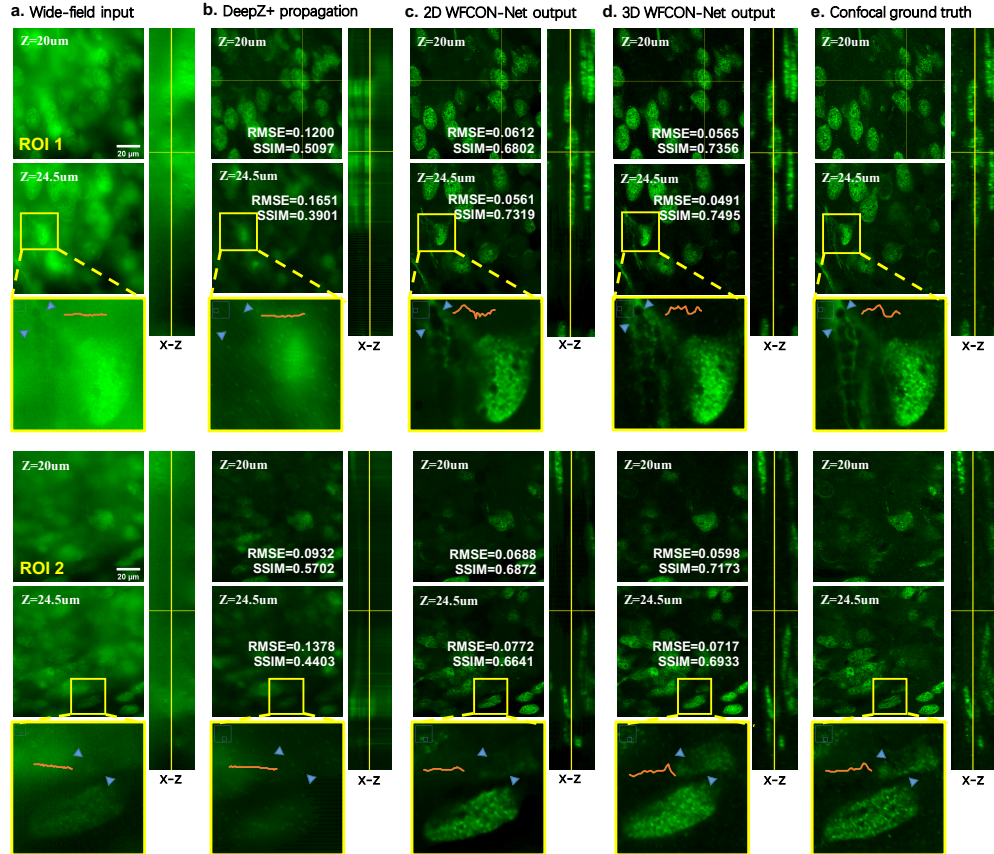 a. Wide-field input
b. DeepZ+ propagation
c. 2D WFCON-Net output
d. 3D WFCON-Net output
e. Confocal ground truth
Z=20um
ROI 1
20 μm
Z=20um
RMSE=0.1200
SSIM=0.5097
Z=20um
RMSE=0.0612
SSIM=0.6802
Z=20um
RMSE=0.0565
SSIM=0.7356
Z=20um
Z=24.5um
Z=24.5um
RMSE=0.1651
SSIM=0.3901
Z=24.5um
RMSE=0.0561
SSIM=0.7319
Z=24.5um
RMSE=0.0491
SSIM=0.7495
Z=24.5um
x-z
x-z
x-z
x-z
x-z
Z=20um
ROI 2
20 μm
Z=20um
RMSE=0.0932
SSIM=0.5702
Z=20um
RMSE=0.0688
SSIM=0.6872
Z=20um
RMSE=0.0598
SSIM=0.7173
Z=20um
Z=24.5um
Z=24.5um
RMSE=0.1378
SSIM=0.4403
Z=24.5um
RMSE=0.0772
SSIM=0.6641
Z=24.5um
RMSE=0.0717
SSIM=0.6933
Z=24.5um
x-z
x-z
x-z
x-z
x-z